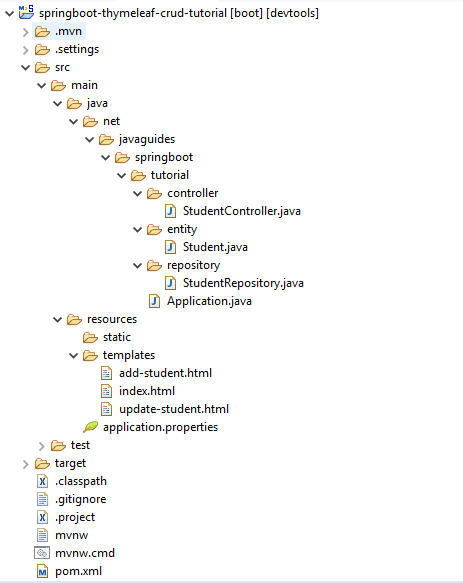 springboot-thymeleaf-crud-tutorial [boot] [devtools]
.mvn
.settings
src
main
java
net
javaguides
springboot
tutorial
controller
StudentController.java
entity
Student.java
repository
StudentRepository.java
Application.java
resources
static
templates
add-student.html
index.html
update-student.html
application.properties
test
target
.classpath
.gitignore
.project
mvnw
mvnw.cmd
pom.xml